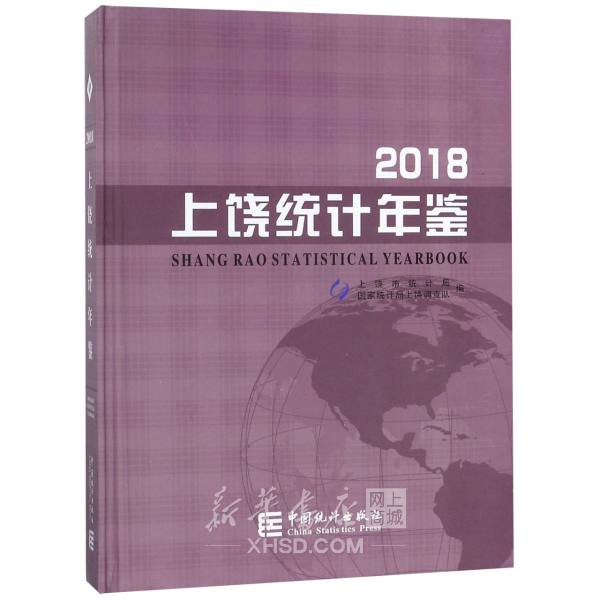 2018
上饶统计年鉴
SHANG RAO STATISTICAL YEARBOOK
上饶市统计局
国家统计局上饶调查队 编
中国统计出版社
China Statistics Press
新华书店
网上商城
XHSD.COM
2018
上饶统计年鉴